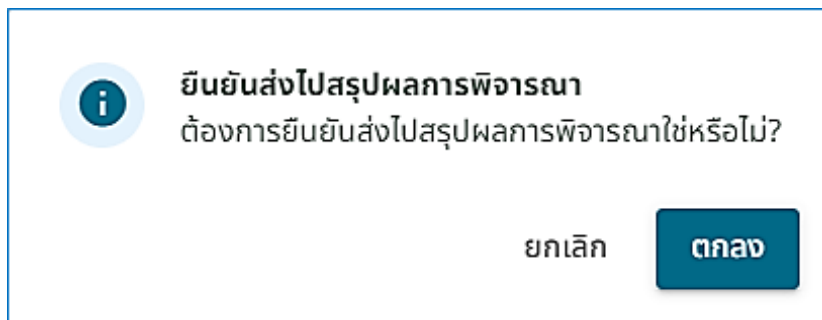 ยืนยันส่งไปสรุปผลการพิจารณา
ต้องการยืนยันส่งไปสรุปผลการพิจารณาใช่หรือไม่?
ยกเลิก ตกลง